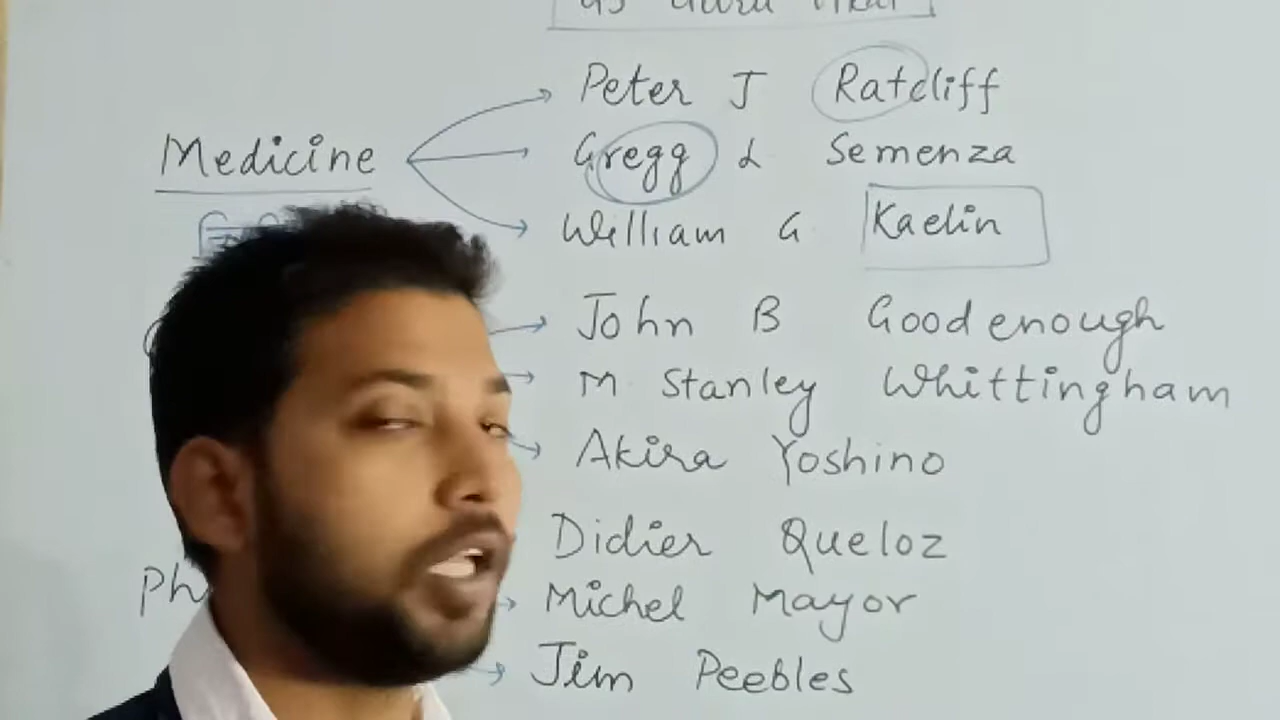 Medicine
Peter J Ratcliff
Gregg L Semenza
William G Kaelin
John B Goodenough
M Stanley Whittingham
Akira Yoshino
Didier Queloz
Ph
Michel Mayor
Jim Peebles